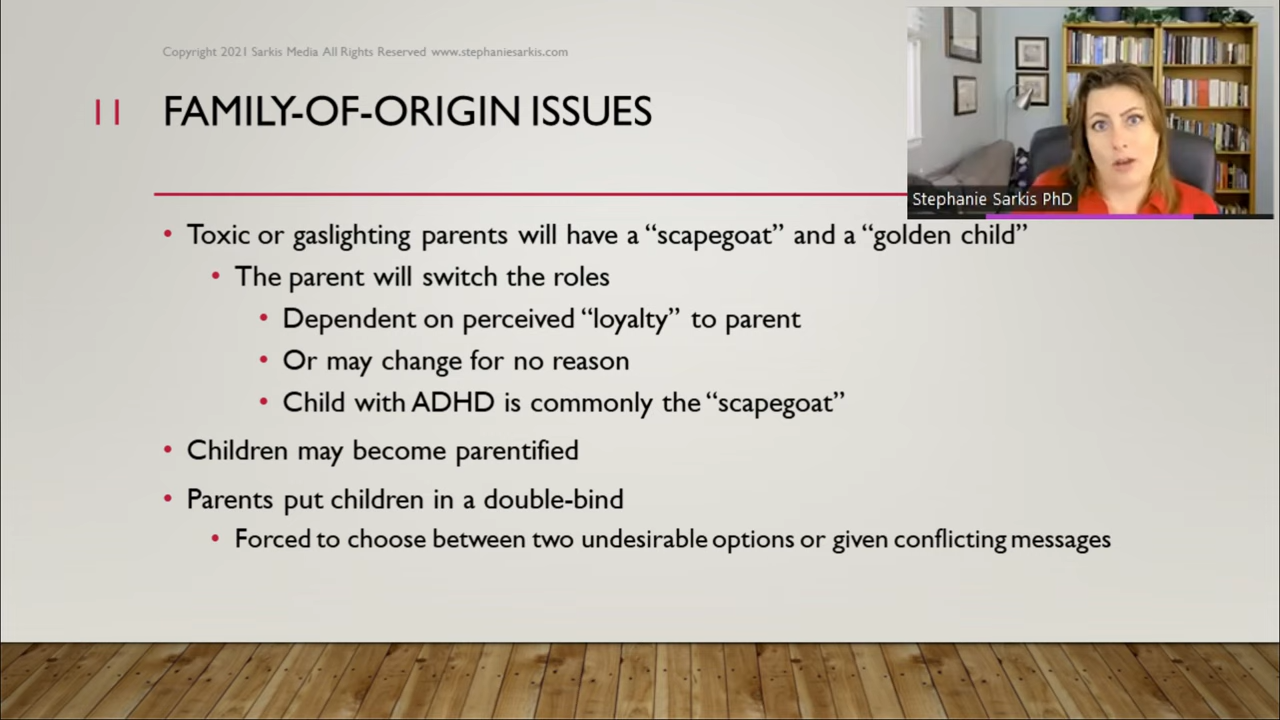 Copyright 2021 Sarkis Media All Rights Reserved www.stephaniesarkis.com
11
FAMILY-OF-ORIGIN ISSUES
Stephanie Sarkis PhD
• Toxic or gaslighting parents will have a “scapegoat” and a “golden child”
• The parent will switch the roles
• Dependent on perceived “loyalty” to parent
• Or may change for no reason
• Child with ADHD is commonly the “scapegoat”
• Children may become parentified
• Parents put children in a double-bind
• Forced to choose between two undesirable options or given conflicting messages